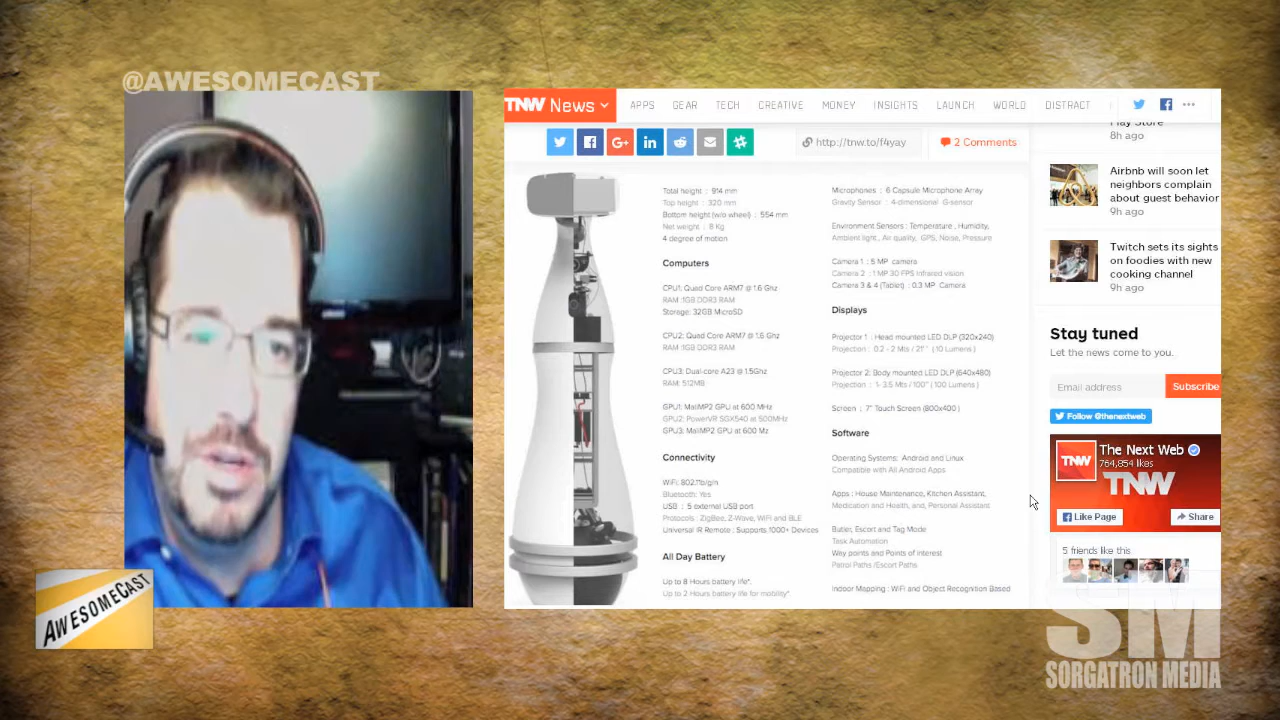 @AWESOMECAST
TNW News
APPS GEAR TECH CREATIVE MONEY INSIGHTS LAUNCH WORLD DISTRACT
http://tnw.to/f4yay
2 Comments
Total height : 914 mm
Top height : 320 mm
Bottom height (w/o wheel) : 554 mm
Net weight : 8 Kg
4 degree of motion
Computers
CPU1: Quad Core ARM7 @ 1.6 Ghz
RAM :1GB DDR3 RAM
Storage: 32GB MicroSD
CPU2: Quad Core ARM7 @ 1.6 Ghz
RAM :1GB DDR3 RAM
CPU3: Dual-core A23 @ 1.5Ghz
RAM: 512MB
GPU1: MaliMP2 GPU at 600 MHz
GPU2: PowerVR SGX540 at 500MHz
GPU3: MaliMP2 GPU at 600 Mz
Connectivity
WiFi: 802.11b/g/n
Bluetooth: Yes
USB : 5 external USB port
Protocols : ZigBee, Z-Wave, WiFi and BLE
Universal IR Remote : Supports 1000+ Devices
All Day Battery
Up to 8 Hours battery life*.
Up to 2 Hours battery life for mobility*.
Microphones : 6 Capsule Microphone Array
Gravity Sensor : 4-dimensional G-sensor
Environment Sensors : Temperature , Humidity,
Ambient light , Air quality, GPS, Noise, Pressure
Camera 1 : 5 MP camera
Camera 2 : 1 MP 30 FPS Infrared vision
Camera 3 & 4 (Tablet) : 0.3 MP Camera
Displays
Projector 1 : Head mounted LED DLP (320x240)
Projection : 0.2 - 2 Mts / 21" ( 10 Lumens )
Projector 2: Body mounted LED DLP (640x480)
Projection : 1- 3.5 Mts / 100" ( 100 Lumens )
Screen : 7" Touch Screen (800x400 )
Software
Operating Systems: Android and Linux
Compatible with All Android Apps
Apps : House Maintenance, Kitchen Assistant,
Medication and Health, and, Personal Assistant
Butler, Escort and Tag Mode
Task Automation
Way points and Points of interest
Patrol Paths /Escort Paths
Indoor Mapping : WiFi and Object Recognition Based
Play Store
8h ago
Airbnb will soon let
neighbors complain
about guest behavior
9h ago
Twitch sets its sights
on foodies with new
cooking channel
9h ago
Stay tuned
Let the news come to you.
Email address
Subscribe
Follow @thenextweb
TNW
The Next Web
764,854 likes
TNW
Like Page
Share
5 friends like this
AWESOMECAST
SM
SORGATRON MEDIA